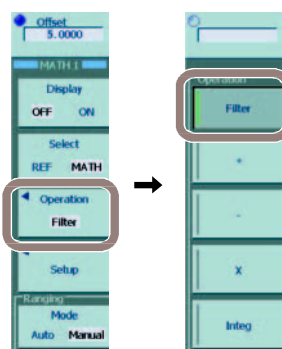 Offset
5.0000
MATH 1
Display
OFF ON
Select
REF MATH
Operation
Filter
Setup
Ranging
Mode
Auto Manual
Operation
Filter
+
-
X
Integ